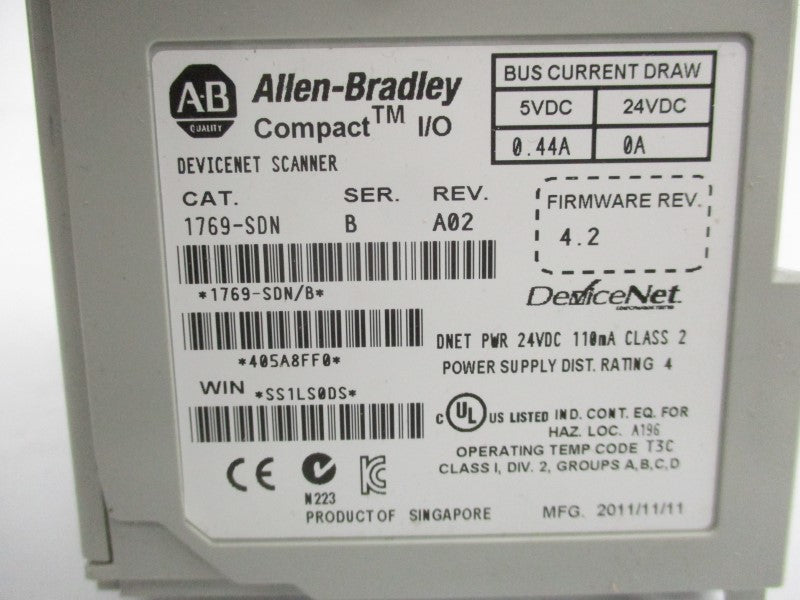 A·B
QUALITY
Allen-Bradley
Compact™ I/O
DEVICENET SCANNER
BUS CURRENT DRAW
5VDC 24VDC
0.44A 0A
CAT. SER. REV.
1769-SDN B A02
FIRMWARE REV.
4.2
*1769-SDN/B*
DeviceNet
*405A8FF0*
DNET PWR 24VDC 110mA CLASS 2
POWER SUPPLY DIST. RATING 4
WIN *SS1LS0DS*
C UL US LISTED IND. CONT. EQ. FOR
HAZ. LOC. A196
OPERATING TEMP CODE T3C
CLASS I, DIV. 2, GROUPS A,B,C,D
CE
N223
PRODUCT OF SINGAPORE
MFG. 2011/11/11